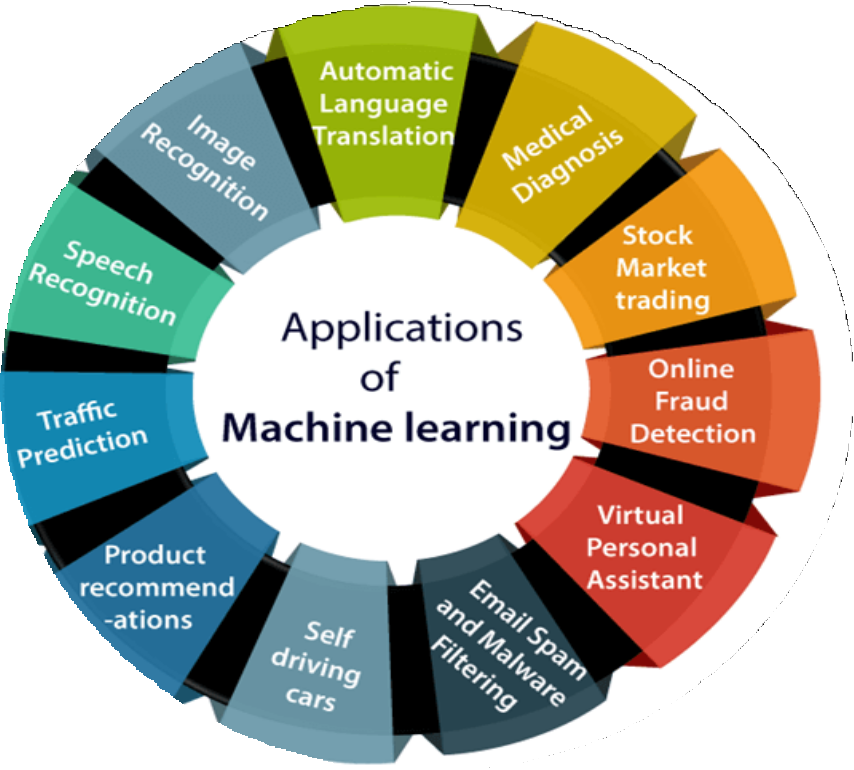 Automatic
Language
Translation
Medical
Diagnosis
Stock
Market
trading
Online
Fraud
Detection
Virtual
Personal
Assistant
Email Spam
and Malware
Filtering
Self
driving
cars
Product
recommend
-ations
Traffic
Prediction
Speech
Recognition
Image
Recognition
Applications
of
Machine learning